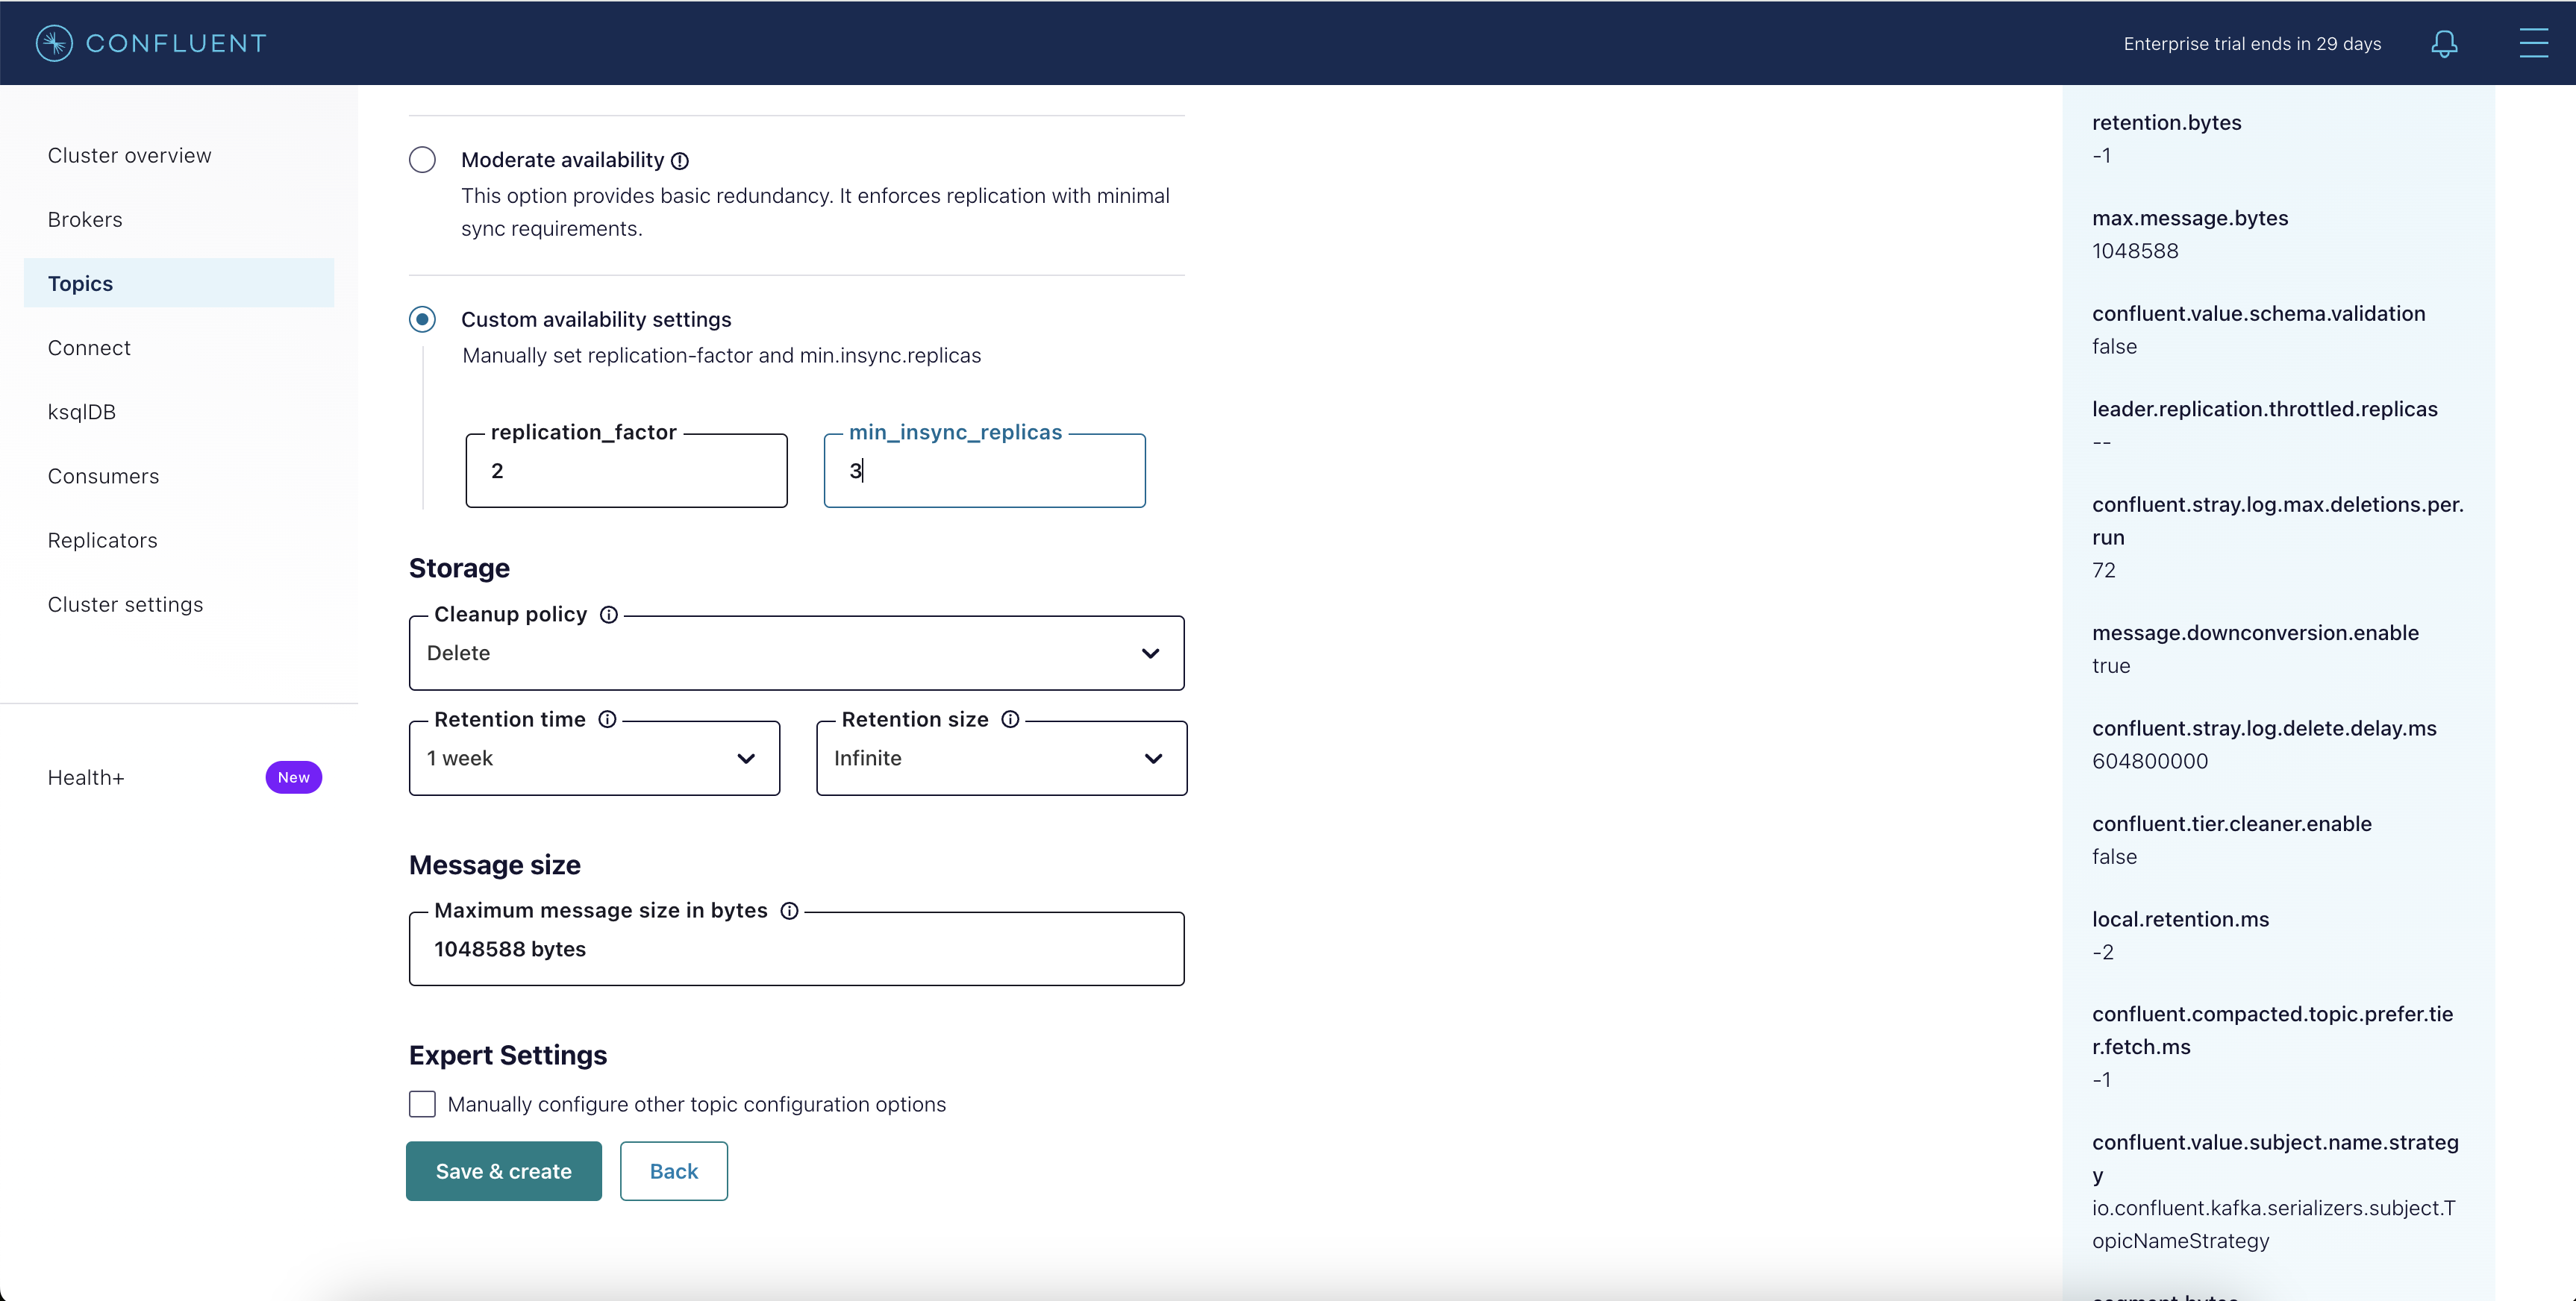 CONFLUENT
Enterprise trial ends in 29 days
Cluster overview
Brokers
Topics
Connect
ksqlDB
Consumers
Replicators
Cluster settings
Health+
New
Moderate availability
This option provides basic redundancy. It enforces replication with minimal
sync requirements.
Custom availability settings
Manually set replication-factor and min.insync.replicas
replication_factor
2
min_insync_replicas
3
Storage
Cleanup policy
Delete
Retention time
1 week
Retention size
Infinite
Message size
Maximum message size in bytes
1048588 bytes
Expert Settings
Manually configure other topic configuration options
Save & create
Back
retention.bytes
-1
max.message.bytes
1048588
confluent.value.schema.validation
false
leader.replication.throttled.replicas
--
confluent.stray.log.max.deletions.per.
run
72
message.downconversion.enable
true
confluent.stray.log.delete.delay.ms
604800000
confluent.tier.cleaner.enable
false
local.retention.ms
-2
confluent.compacted.topic.prefer.tie
r.fetch.ms
-1
confluent.value.subject.name.strateg
y
io.confluent.kafka.serializers.subject.T
opicNameStrategy